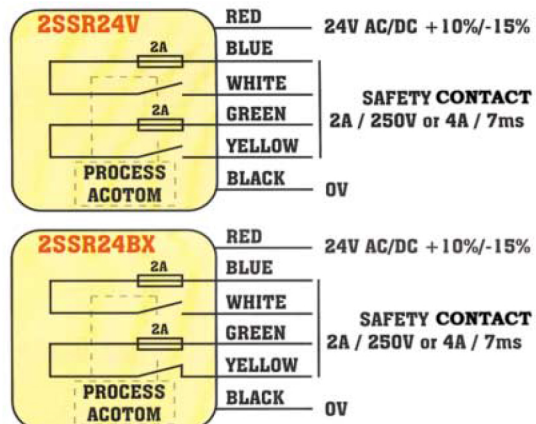 2SSR24V
RED
24V AC/DC +10%/-15%
2A
BLUE
WHITE
SAFETY CONTACT
2A
GREEN
2A / 250V or 4A / 7ms
YELLOW
PROCESS
ACOTOM
BLACK
0V
2SSR24BX
RED
24V AC/DC +10%/-15%
2A
BLUE
WHITE
SAFETY CONTACT
2A
GREEN
2A / 250V or 4A / 7ms
YELLOW
PROCESS
ACOTOM
BLACK
0V